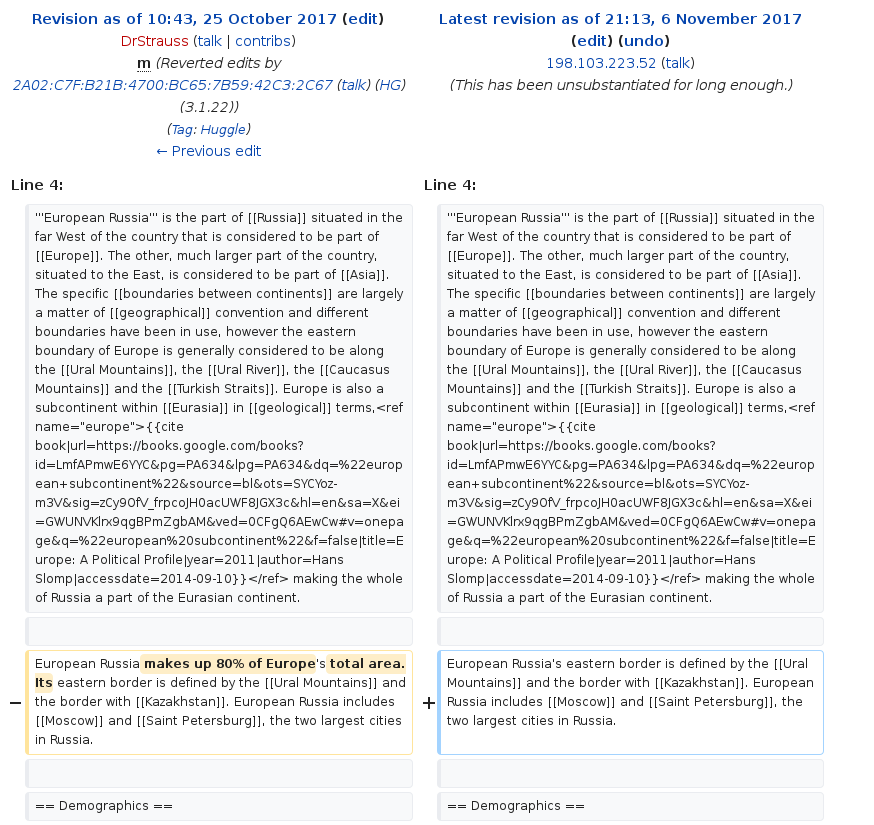 Revision as of 10:43, 25 October 2017 (edit)
DrStrauss (talk | contribs)
m (Reverted edits by
2A02:C7F:B21B:4700:BC65:7B59:42C3:2C67 (talk) (HG)
(3.1.22))
(Tag: Huggle)
← Previous edit
Latest revision as of 21:13, 6 November 2017
(edit) (undo)
198.103.223.52 (talk)
(This has been unsubstantiated for long enough.)
Line 4:
'''European Russia''' is the part of [[Russia]] situated in the
far West of the country that is considered to be part of
[[Europe]]. The other, much larger part of the country,
situated to the East, is considered to be part of [[Asia]].
The specific [[boundaries between continents]] are largely
a matter of [[geographical]] convention and different
boundaries have been in use, however the eastern
boundary of Europe is generally considered to be along
the [[Ural Mountains]], the [[Ural River]], the [[Caucasus
Mountains]] and the [[Turkish Straits]]. Europe is also a
subcontinent within [[Eurasia]] in [[geological]] terms,<ref
name="europe">{{cite
book|url=https://books.google.com/books?
id=LmfAPmwE6YYC&pg=PA634&lpg=PA634&dq=%22europ
ean+subcontinent%22&source=bl&ots=SYCYoz-
m3V&sig=zCy9OfV_frpcoJH0acUWF8JGX3c&hl=en&sa=X&ei
=GWUNVKlrx9qgBPmZgbAM&ved=0CFgQ6AEwCw#v=onepa
ge&q=%22european%20subcontinent%22&f=false|title=E
urope: A Political Profile|year=2011|author=Hans
Slomp|accessdate=2014-09-10}}</ref> making the whole
of Russia a part of the Eurasian continent.
− European Russia makes up 80% of Europe's total area.
Its eastern border is defined by the [[Ural Mountains]] and
the border with [[Kazakhstan]]. European Russia includes
[[Moscow]] and [[Saint Petersburg]], the two largest cities
in Russia.
== Demographics ==
Line 4:
'''European Russia''' is the part of [[Russia]] situated in the
far West of the country that is considered to be part of
[[Europe]]. The other, much larger part of the country,
situated to the East, is considered to be part of [[Asia]].
The specific [[boundaries between continents]] are largely
a matter of [[geographical]] convention and different
boundaries have been in use, however the eastern
boundary of Europe is generally considered to be along
the [[Ural Mountains]], the [[Ural River]], the [[Caucasus
Mountains]] and the [[Turkish Straits]]. Europe is also a
subcontinent within [[Eurasia]] in [[geological]] terms,<ref
name="europe">{{cite
book|url=https://books.google.com/books?
id=LmfAPmwE6YYC&pg=PA634&lpg=PA634&dq=%22europ
ean+subcontinent%22&source=bl&ots=SYCYoz-
m3V&sig=zCy9OfV_frpcoJH0acUWF8JGX3c&hl=en&sa=X&ei
=GWUNVKlrx9qgBPmZgbAM&ved=0CFgQ6AEwCw#v=onepa
ge&q=%22european%20subcontinent%22&f=false|title=E
urope: A Political Profile|year=2011|author=Hans
Slomp|accessdate=2014-09-10}}</ref> making the whole
of Russia a part of the Eurasian continent.
+ European Russia's eastern border is defined by the [[Ural
Mountains]] and the border with [[Kazakhstan]]. European
Russia includes [[Moscow]] and [[Saint Petersburg]], the
two largest cities in Russia.
== Demographics ==